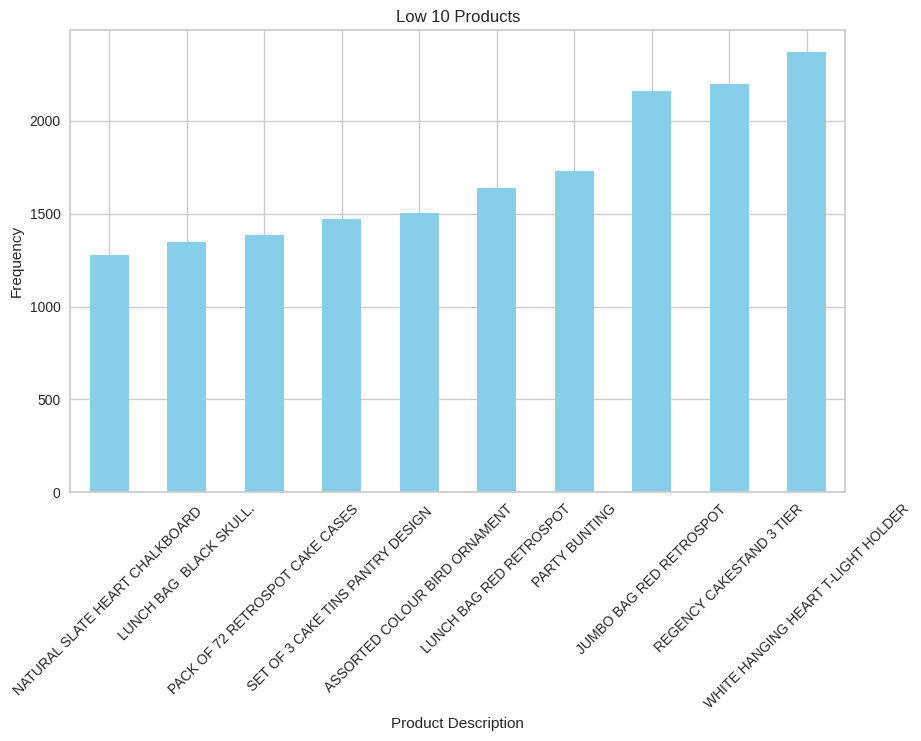 Low 10 Products
2000
1500
1000
500
0
Frequency
NATURAL SLATE HEART CHALKBOARD
LUNCH BAG  BLACK SKULL.
PACK OF 72 RETROSPOT CAKE CASES
SET OF 3 CAKE TINS PANTRY DESIGN
ASSORTED COLOUR BIRD ORNAMENT
LUNCH BAG RED RETROSPOT
PARTY BUNTING
JUMBO BAG RED RETROSPOT
REGENCY CAKESTAND 3 TIER
WHITE HANGING HEART T-LIGHT HOLDER
Product Description